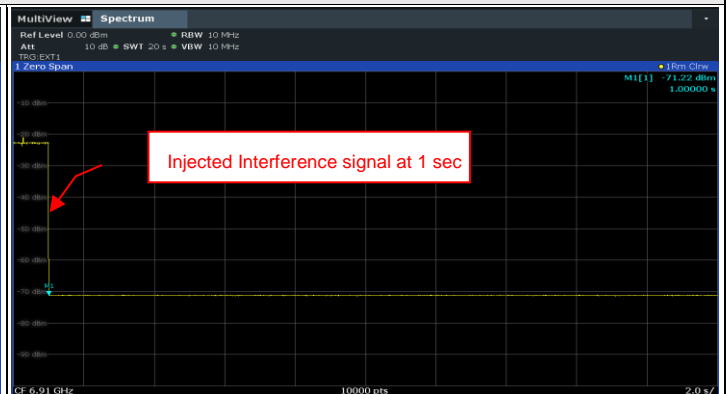 MultiView Spectrum
Ref Level 0.00 dBm RBW 10 MHz
Att 10 dB SWT 20 s VBW 10 MHz
TRG:EXT1
1 Zero Span 1Rm Clrw
M1[1] -71.22 dBm
1.00000 s
-10 dBm
-20 dBm
Injected Interference signal at 1 sec
-30 dBm
-40 dBm
-50 dBm
-60 dBm
M1
-70 dBm
-80 dBm
-90 dBm
CF 6.91 GHz 10000 pts 2.0 s/